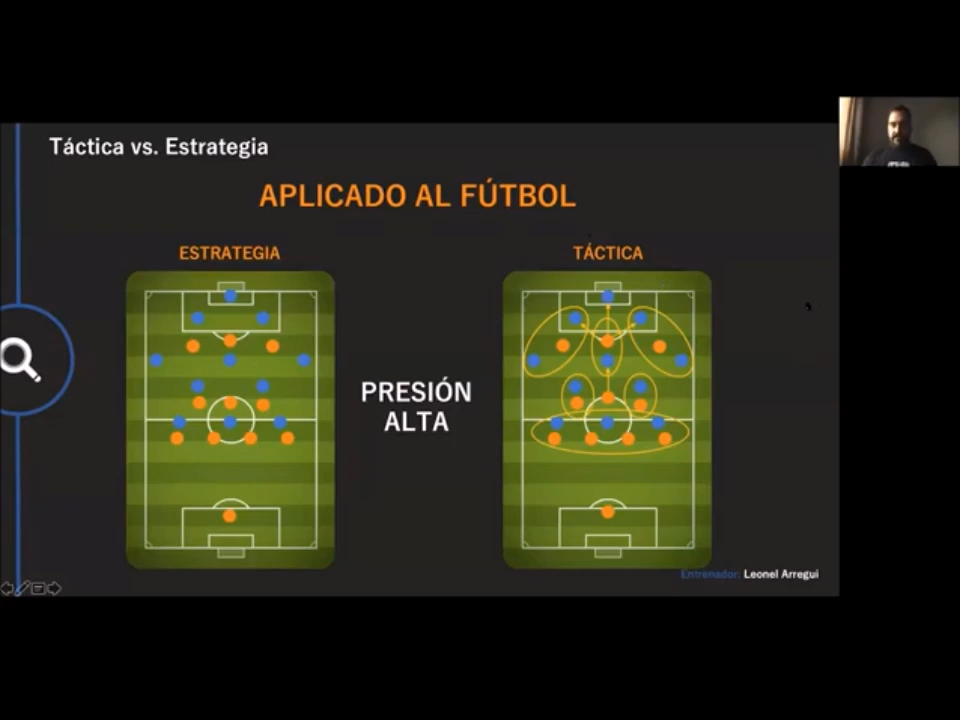 Táctica vs. Estrategia
APLICADO AL FÚTBOL
ESTRATEGIA
TÁCTICA
PRESIÓN
ALTA
Entrenador: Leonel Arregui